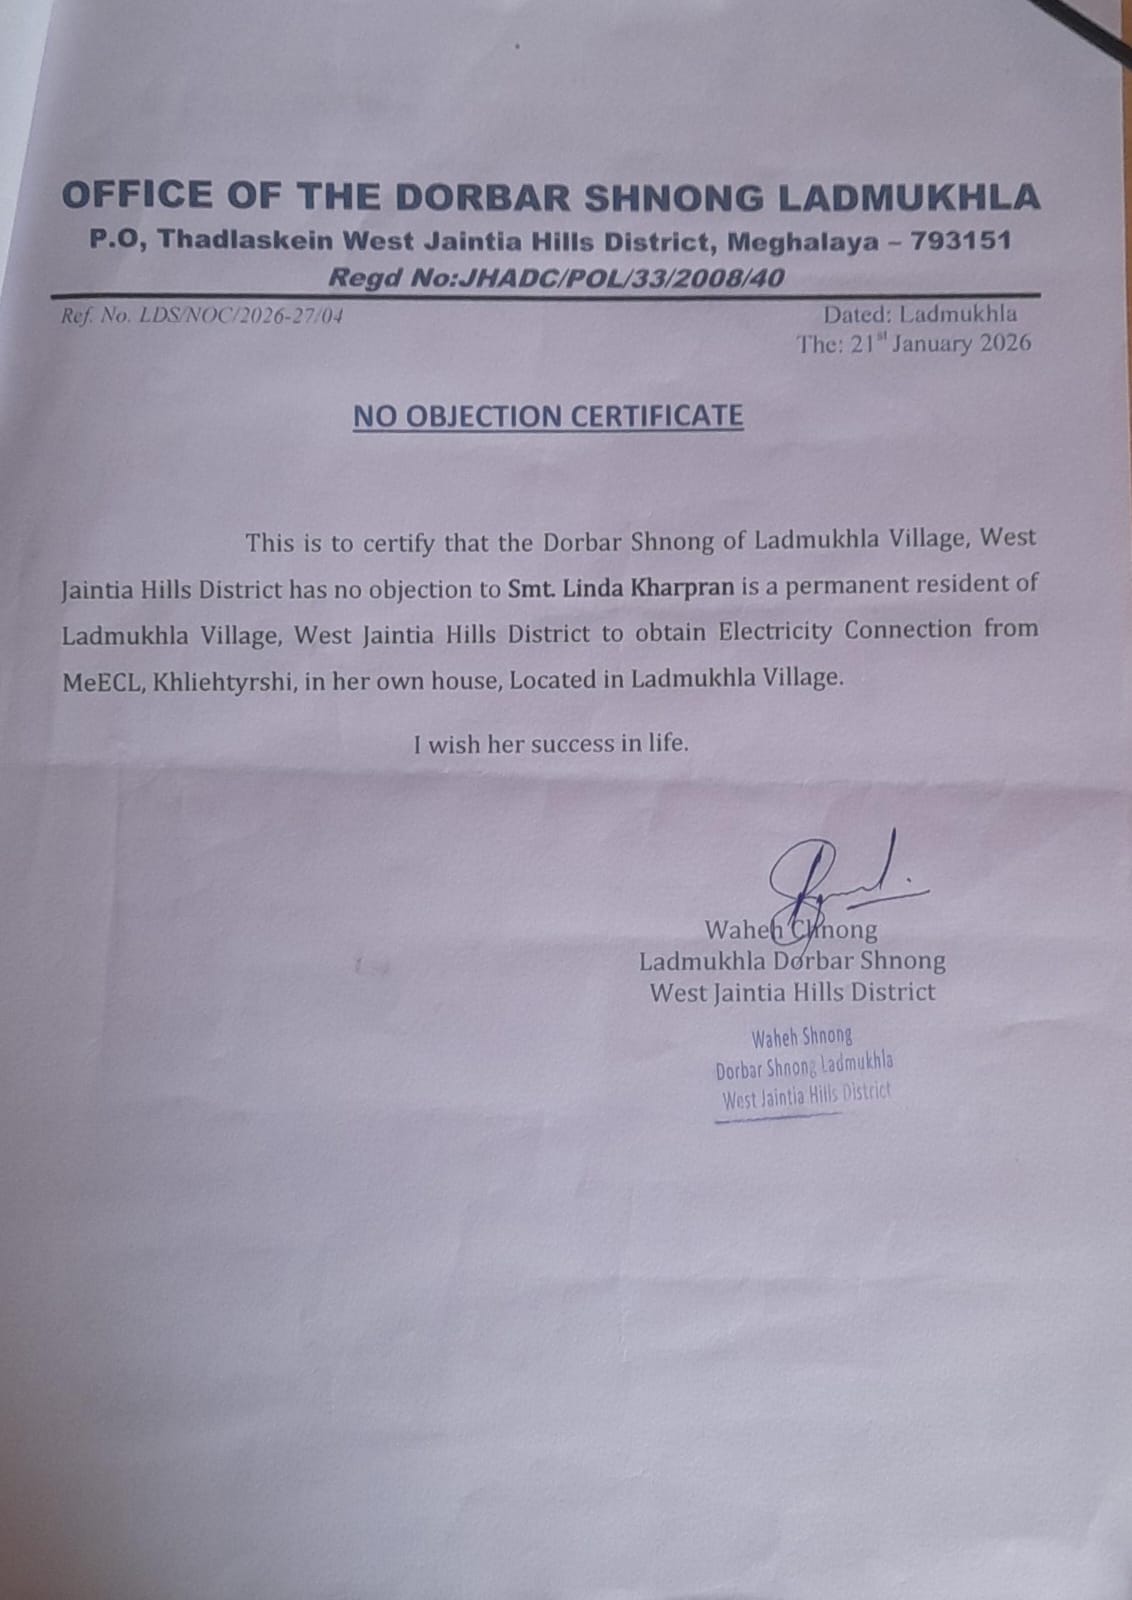 OFFICE OF THE DORBAR SHNONG LADMUKHLA
P.O, Thadlaskein West Jaintia Hills District, Meghalaya – 793151
Regd No:JHADC/POL/33/2008/40
Ref. No. LDS/NOC/2026-27/04
Dated: Ladmukhla
The: 21st January 2026
NO OBJECTION CERTIFICATE
This is to certify that the Dorbar Shnong of Ladmukhla Village, West
Jaintia Hills District has no objection to Smt. Linda Kharpran is a permanent resident of
Ladmukhla Village, West Jaintia Hills District to obtain Electricity Connection from
MeECL, Khliehtyrshi, in her own house, Located in Ladmukhla Village.
I wish her success in life.
Waheh Chnong
Ladmukhla Dorbar Shnong
West Jaintia Hills District
Waheh Shnong
Dorbar Shnong Ladmukhla
West Jaintia Hills District